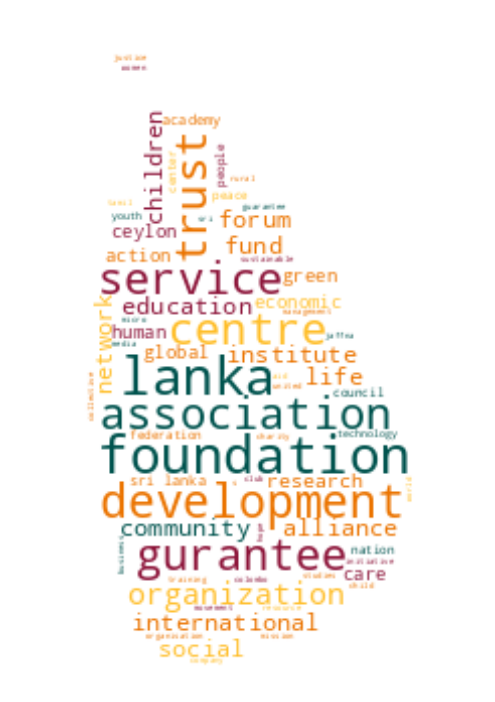 justice
women
children
academy
trust
center
people
rural
peace
tamil
guarantee
youth
sri
forum
ceylon
fund
action
sustainable
service
green
network
education
economic
management
micro
human
centre
jaffna
media
global
institute
lanka
aid
life
united
council
collective
association
federation
charity
technology
foundation
sri lanka
s
club
research
world
development
community
hope
alliance
business
gurantee
nation
initiative
training
colombo
studies
care
child
organization
movement
resource
international
organisation
mission
social
company